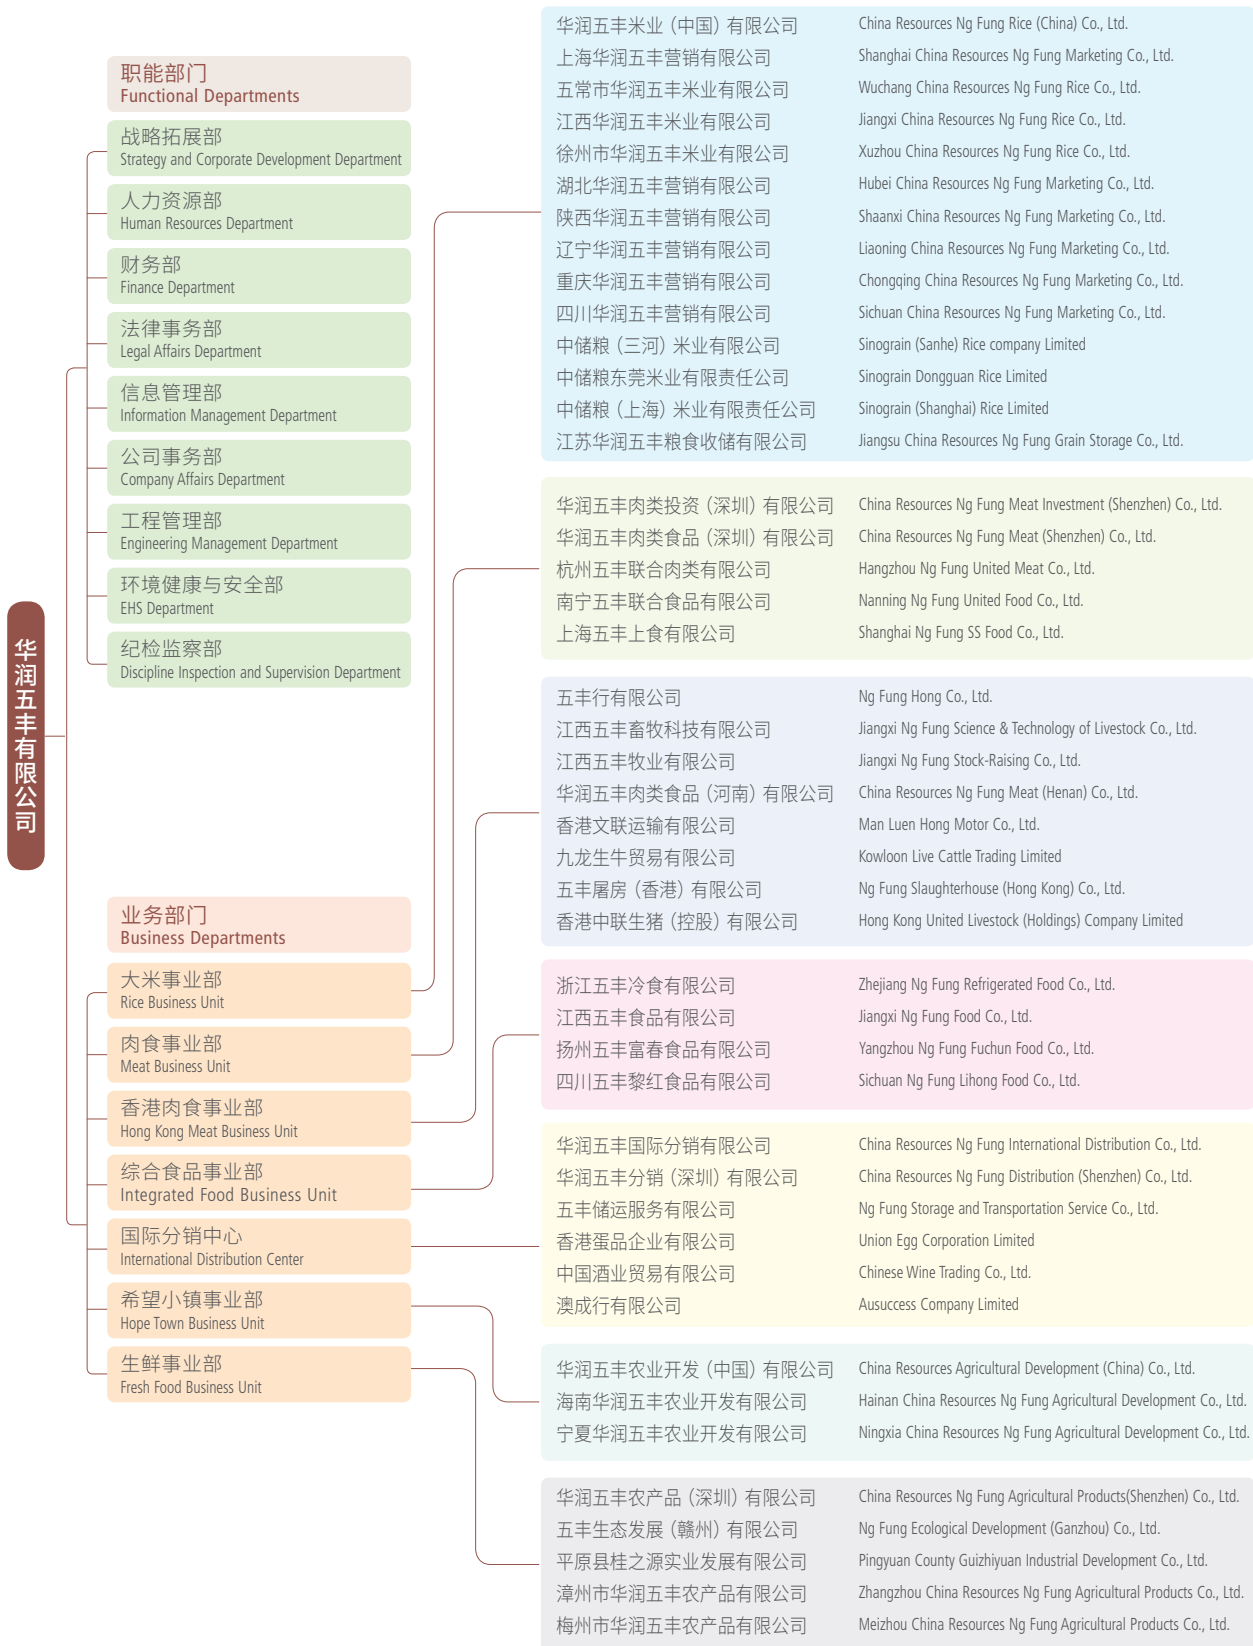 华润五丰有限公司
职能部门
Functional Departments
战略拓展部
Strategy and Corporate Development Department
人力资源部
Human Resources Department
财务部
Finance Department
法律事务部
Legal Affairs Department
信息管理部
Information Management Department
公司事务部
Company Affairs Department
工程管理部
Engineering Management Department
环境健康与安全部
EHS Department
纪检监察部
Discipline Inspection and Supervision Department
业务部门
Business Departments
大米事业部
Rice Business Unit
肉食事业部
Meat Business Unit
香港肉食事业部
Hong Kong Meat Business Unit
综合食品事业部
Integrated Food Business Unit
国际分销中心
International Distribution Center
希望小镇事业部
Hope Town Business Unit
生鲜事业部
Fresh Food Business Unit
华润五丰米业（中国）有限公司 China Resources Ng Fung Rice (China) Co., Ltd.
上海华润五丰营销有限公司 Shanghai China Resources Ng Fung Marketing Co., Ltd.
五常市华润五丰米业有限公司 Wuchang China Resources Ng Fung Rice Co., Ltd.
江西华润五丰米业有限公司 Jiangxi China Resources Ng Fung Rice Co., Ltd.
徐州市华润五丰米业有限公司 Xuzhou China Resources Ng Fung Rice Co., Ltd.
湖北华润五丰营销有限公司 Hubei China Resources Ng Fung Marketing Co., Ltd.
陕西华润五丰营销有限公司 Shaanxi China Resources Ng Fung Marketing Co., Ltd.
辽宁华润五丰营销有限公司 Liaoning China Resources Ng Fung Marketing Co., Ltd.
重庆华润五丰营销有限公司 Chongqing China Resources Ng Fung Marketing Co., Ltd.
四川华润五丰营销有限公司 Sichuan China Resources Ng Fung Marketing Co., Ltd.
中储粮（三河）米业有限公司 Sinograin (Sanhe) Rice company Limited
中储粮东莞米业有限责任公司 Sinograin Dongguan Rice Limited
中储粮（上海）米业有限责任公司 Sinograin (Shanghai) Rice Limited
江苏华润五丰粮食收储有限公司 Jiangsu China Resources Ng Fung Grain Storage Co., Ltd.
华润五丰肉类投资（深圳）有限公司 China Resources Ng Fung Meat Investment (Shenzhen) Co., Ltd.
华润五丰肉类食品（深圳）有限公司 China Resources Ng Fung Meat (Shenzhen) Co., Ltd.
杭州五丰联合肉类有限公司 Hangzhou Ng Fung United Meat Co., Ltd.
南宁五丰联合食品有限公司 Nanning Ng Fung United Food Co., Ltd.
上海五丰上食有限公司 Shanghai Ng Fung SS Food Co., Ltd.
五丰行有限公司 Ng Fung Hong Co., Ltd.
江西五丰畜牧科技有限公司 Jiangxi Ng Fung Science & Technology of Livestock Co., Ltd.
江西五丰牧业有限公司 Jiangxi Ng Fung Stock-Raising Co., Ltd.
华润五丰肉类食品（河南）有限公司 China Resources Ng Fung Meat (Henan) Co., Ltd.
香港文联运输有限公司 Man Luen Hong Motor Co., Ltd.
九龙生牛贸易有限公司 Kowloon Live Cattle Trading Limited
五丰屠房（香港）有限公司 Ng Fung Slaughterhouse (Hong Kong) Co., Ltd.
香港中联生猪（控股）有限公司 Hong Kong United Livestock (Holdings) Company Limited
浙江五丰冷食有限公司 Zhejiang Ng Fung Refrigerated Food Co., Ltd.
江西五丰食品有限公司 Jiangxi Ng Fung Food Co., Ltd.
扬州五丰富春食品有限公司 Yangzhou Ng Fung Fuchun Food Co., Ltd.
四川五丰黎红食品有限公司 Sichuan Ng Fung Lihong Food Co., Ltd.
华润五丰国际分销有限公司 China Resources Ng Fung International Distribution Co., Ltd.
华润五丰分销（深圳）有限公司 China Resources Ng Fung Distribution (Shenzhen) Co., Ltd.
五丰储运服务有限公司 Ng Fung Storage and Transportation Service Co., Ltd.
香港蛋品企业有限公司 Union Egg Corporation Limited
中国酒业贸易有限公司 Chinese Wine Trading Co., Ltd.
澳成行有限公司 Ausuccess Company Limited
华润五丰农业开发（中国）有限公司 China Resources Agricultural Development (China) Co., Ltd.
海南华润五丰农业开发有限公司 Hainan China Resources Ng Fung Agricultural Development Co., Ltd.
宁夏华润五丰农业开发有限公司 Ningxia China Resources Ng Fung Agricultural Development Co., Ltd.
华润五丰农产品（深圳）有限公司 China Resources Ng Fung Agricultural Products(Shenzhen) Co., Ltd.
五丰生态发展（赣州）有限公司 Ng Fung Ecological Development (Ganzhou) Co., Ltd.
平原县桂之源实业发展有限公司 Pingyuan County Guizhiyuan Industrial Development Co., Ltd.
漳州市华润五丰农产品有限公司 Zhangzhou China Resources Ng Fung Agricultural Products Co., Ltd.
梅州市华润五丰农产品有限公司 Meizhou China Resources Ng Fung Agricultural Products Co., Ltd.